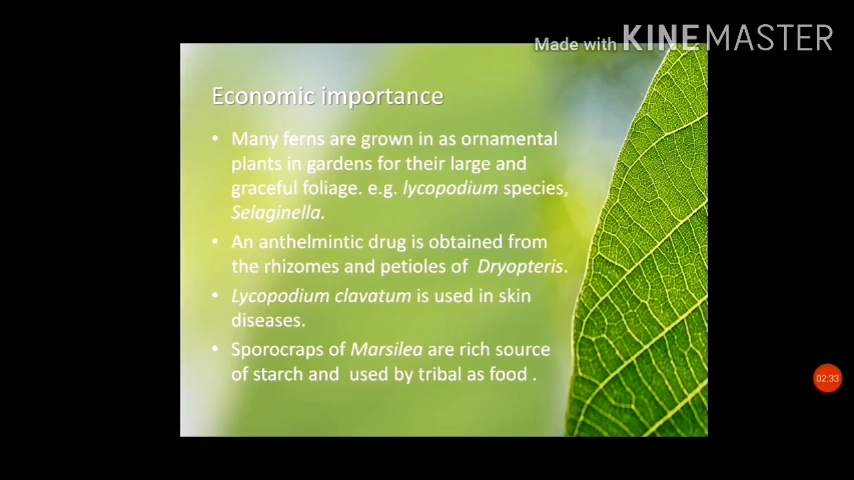 Made with KINEMASTER
Economic importance
• Many ferns are grown in as ornamental
plants in gardens for their large and
graceful foliage. e.g. lycopodium species,
Selaginella.
• An anthelmintic drug is obtained from
the rhizomes and petioles of Dryopteris.
• Lycopodium clavatum is used in skin
diseases.
• Sporocraps of Marsilea are rich source
of starch and used by tribal as food .
02:33